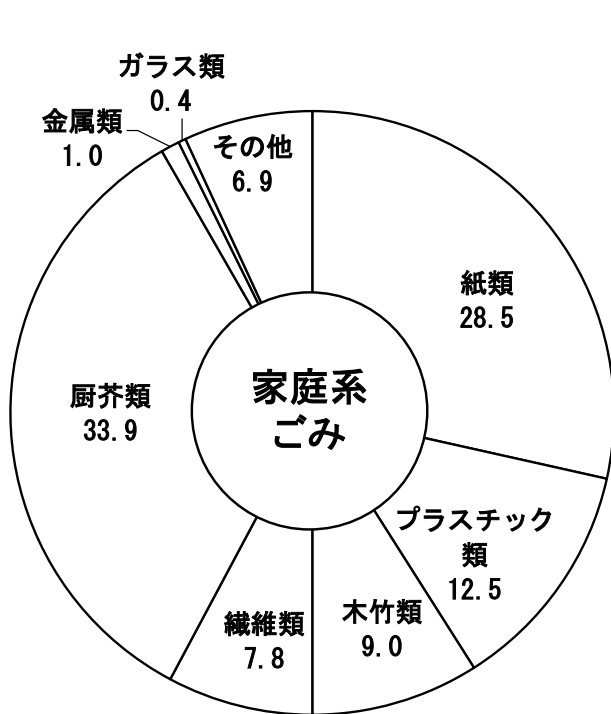 ガラス類
0.4
金属類
1.0
その他
6.9
紙類
28.5
家庭系
ごみ
厨芥類
33.9
プラスチック
類
12.5
木竹類
9.0
繊維類
7.8